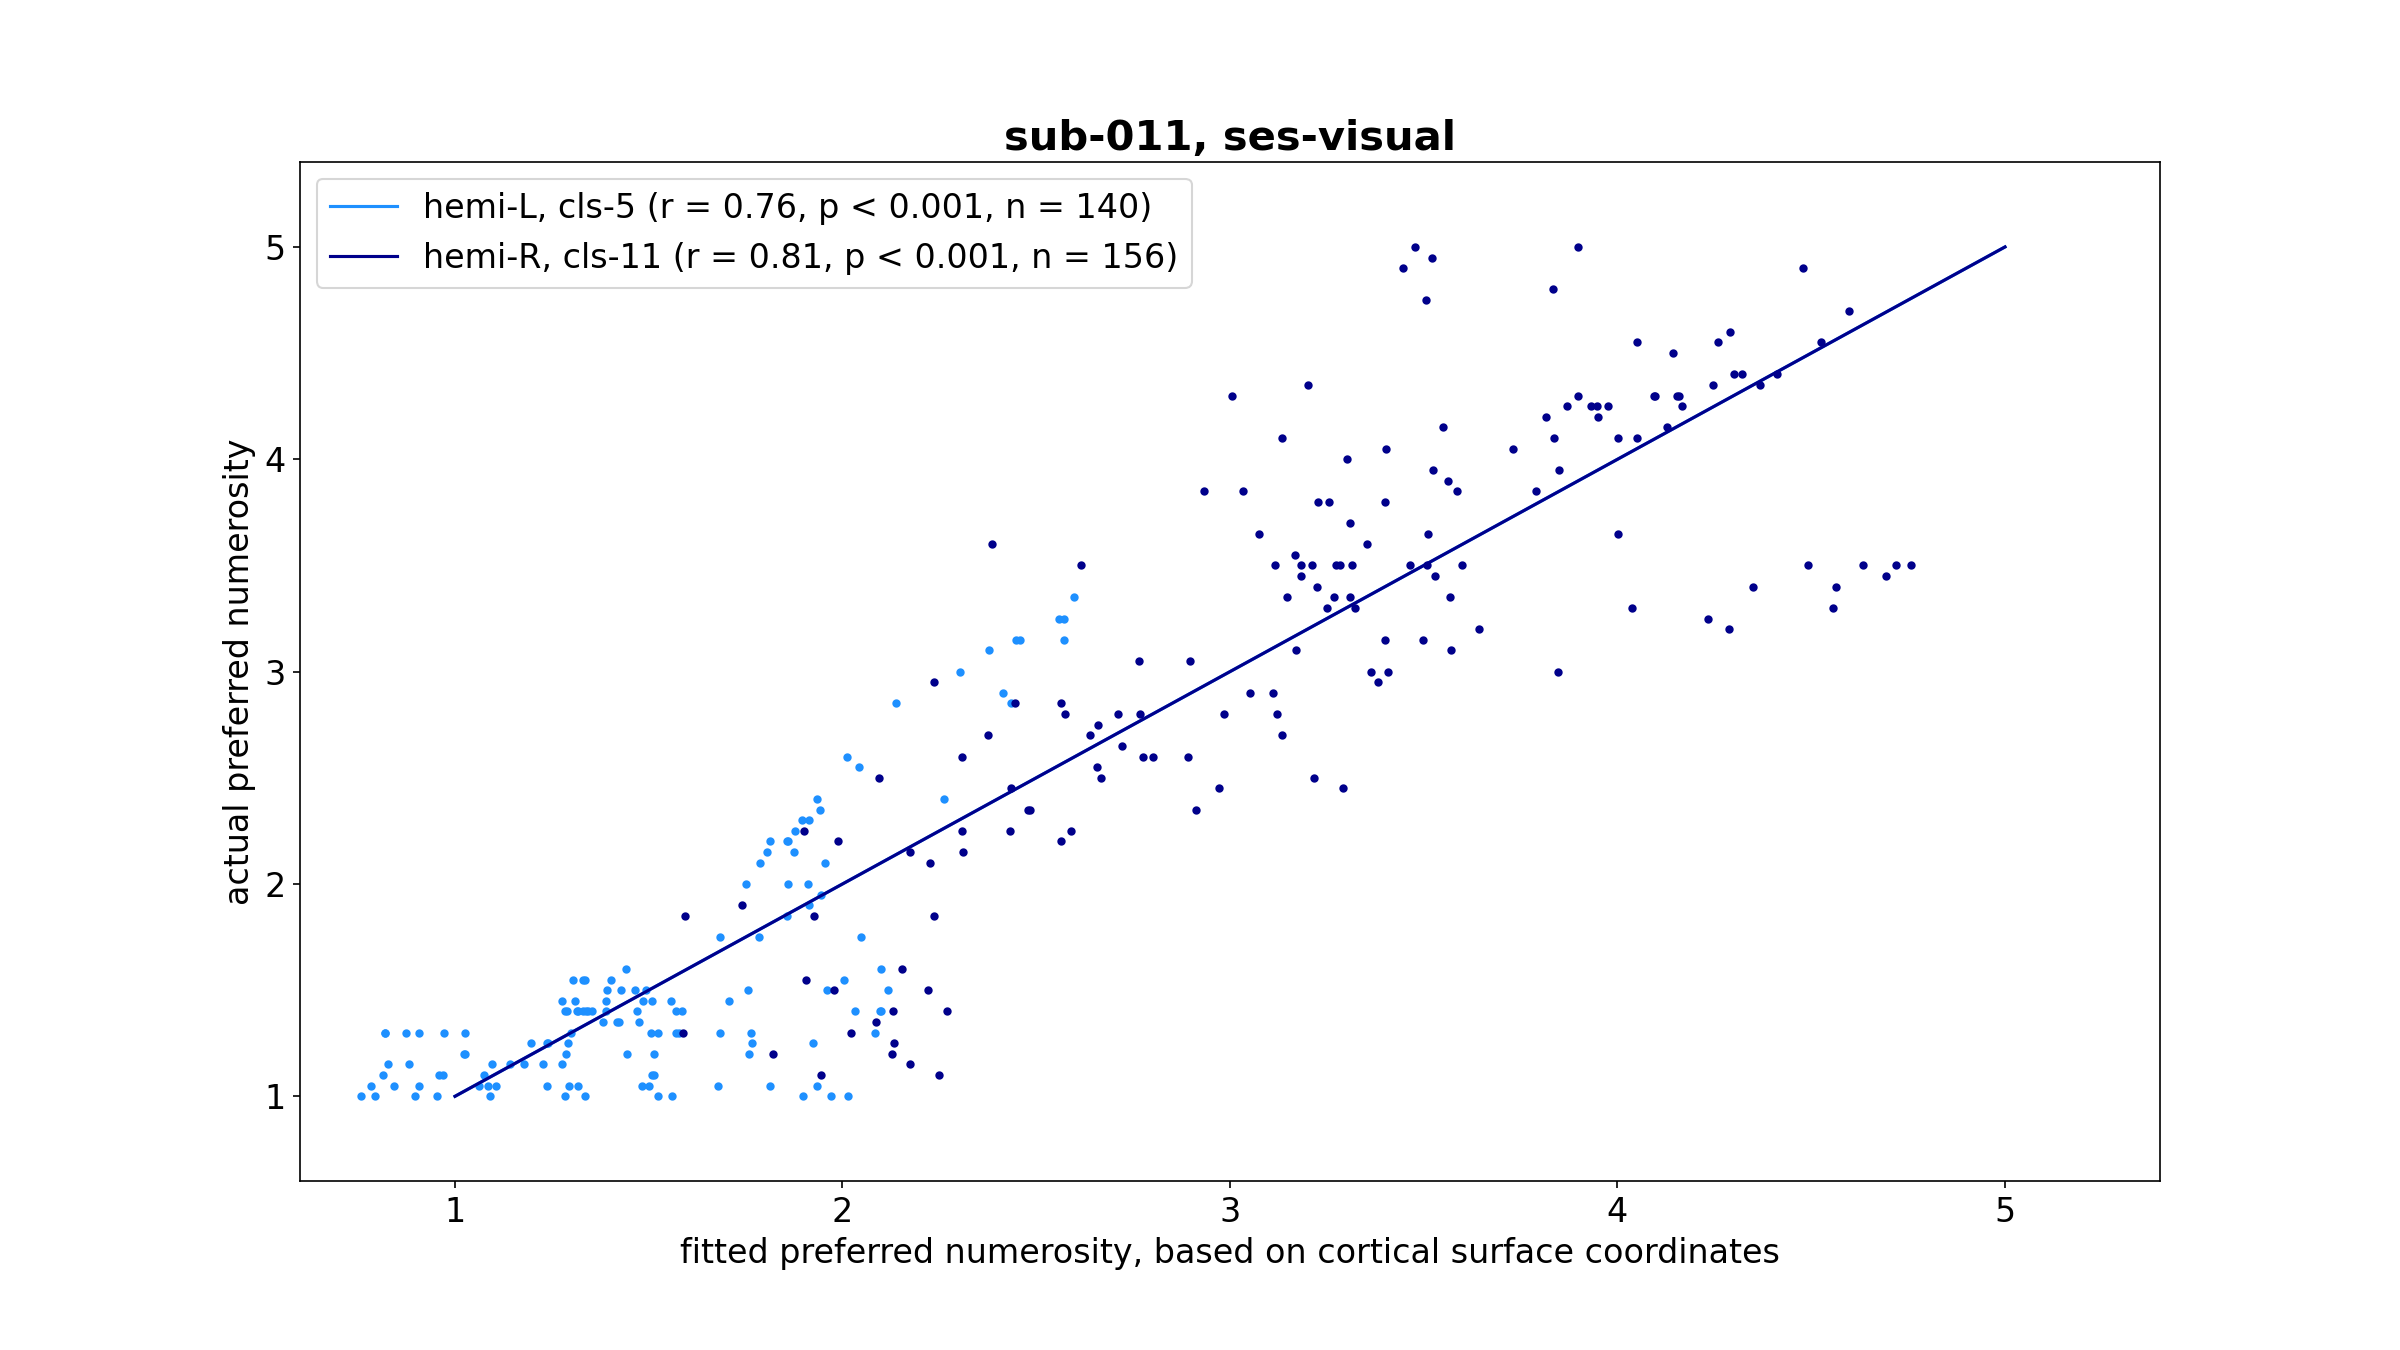 sub-011, ses-visual
hemi-L, cls-5 (r = 0.76, p < 0.001, n = 140)
hemi-R, cls-11 (r = 0.81, p < 0.001, n = 156)
5
4
3
2
1
actual preferred numerosity
1 2 3 4 5
fitted preferred numerosity, based on cortical surface coordinates